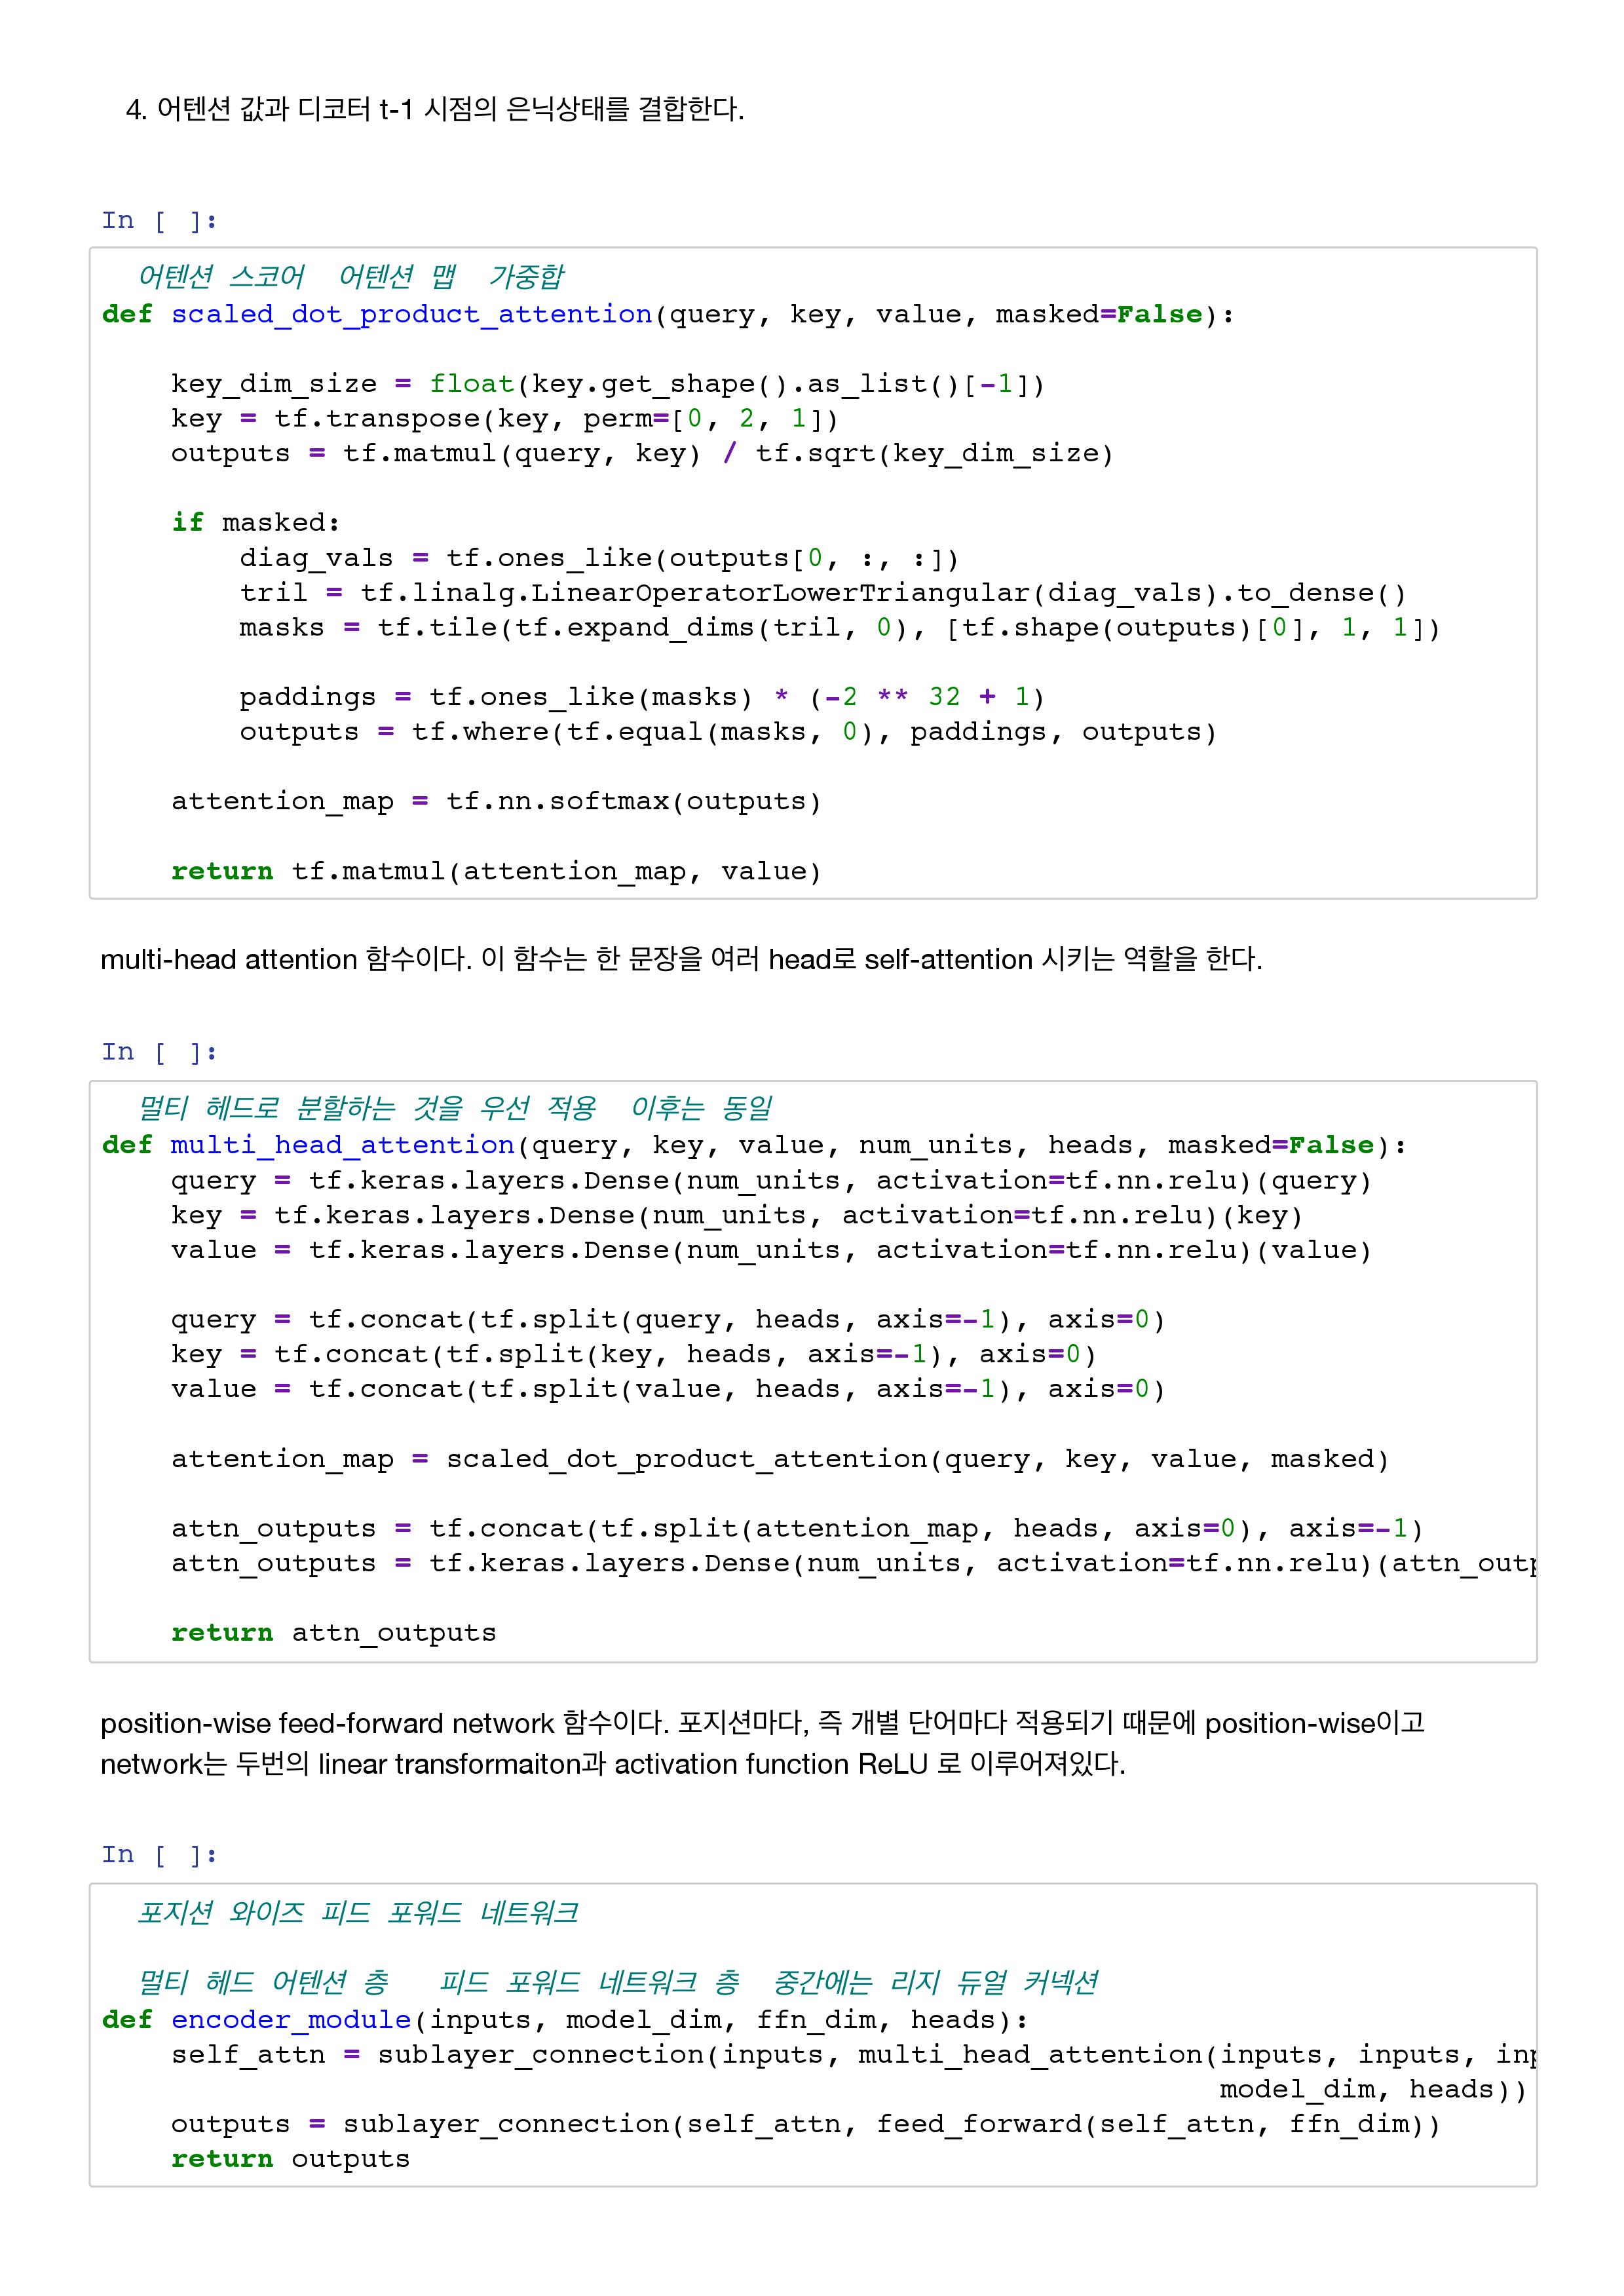 4. 어텐션 값과 디코터 t-1 시점의 은닉상태를 결합한다.
In [ ]:
어텐션 스코어 어텐션 맵 가중합
def scaled_dot_product_attention(query, key, value, masked=False):
    key_dim_size = float(key.get_shape().as_list()[-1])
    key = tf.transpose(key, perm=[0, 2, 1])
    outputs = tf.matmul(query, key) / tf.sqrt(key_dim_size)
    if masked:
        diag_vals = tf.ones_like(outputs[0, :, :])
        tril = tf.linalg.LinearOperatorLowerTriangular(diag_vals).to_dense()
        masks = tf.tile(tf.expand_dims(tril, 0), [tf.shape(outputs)[0], 1, 1])
        paddings = tf.ones_like(masks) * (-2 ** 32 + 1)
        outputs = tf.where(tf.equal(masks, 0), paddings, outputs)
    attention_map = tf.nn.softmax(outputs)
    return tf.matmul(attention_map, value)
multi-head attention 함수이다. 이 함수는 한 문장을 여러 head로 self-attention 시키는 역할을 한다.
In [ ]:
멀티 헤드로 분할하는 것을 우선 적용 이후는 동일
def multi_head_attention(query, key, value, num_units, heads, masked=False):
    query = tf.keras.layers.Dense(num_units, activation=tf.nn.relu)(query)
    key = tf.keras.layers.Dense(num_units, activation=tf.nn.relu)(key)
    value = tf.keras.layers.Dense(num_units, activation=tf.nn.relu)(value)
    query = tf.concat(tf.split(query, heads, axis=-1), axis=0)
    key = tf.concat(tf.split(key, heads, axis=-1), axis=0)
    value = tf.concat(tf.split(value, heads, axis=-1), axis=0)
    attention_map = scaled_dot_product_attention(query, key, value, masked)
    attn_outputs = tf.concat(tf.split(attention_map, heads, axis=0), axis=-1)
    attn_outputs = tf.keras.layers.Dense(num_units, activation=tf.nn.relu)(attn_outp
    return attn_outputs
position-wise feed-forward network 함수이다. 포지션마다, 즉 개별 단어마다 적용되기 때문에 position-wise이고
network는 두번의 linear transformaiton과 activation function ReLU 로 이루어져있다.
In [ ]:
포지션 와이즈 피드 포워드 네트워크
멀티 헤드 어텐션 층 피드 포워드 네트워크 층 중간에는 리지 듀얼 커넥션
def encoder_module(inputs, model_dim, ffn_dim, heads):
    self_attn = sublayer_connection(inputs, multi_head_attention(inputs, inputs, inp
                                                                 model_dim, heads))
    outputs = sublayer_connection(self_attn, feed_forward(self_attn, ffn_dim))
    return outputs